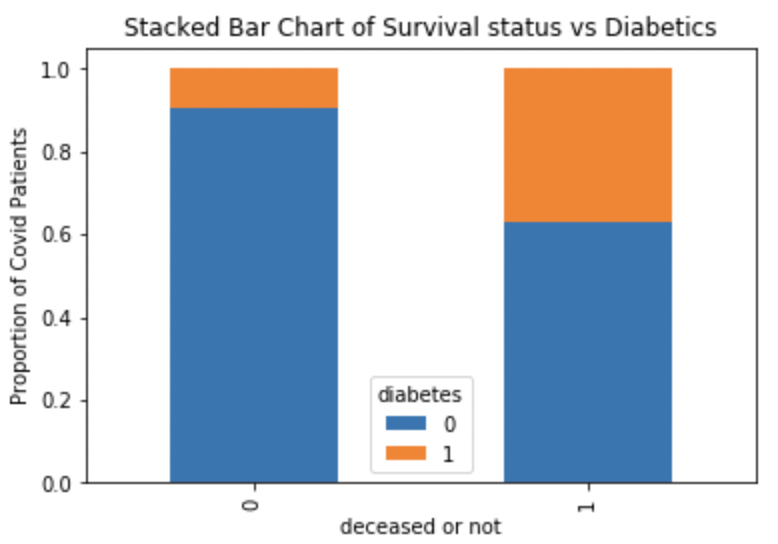 Stacked Bar Chart of Survival status vs Diabetics
Proportion of Covid Patients
1.0
0.8
0.6
0.4
0.2
0.0
diabetes
0
1
0
1
deceased or not